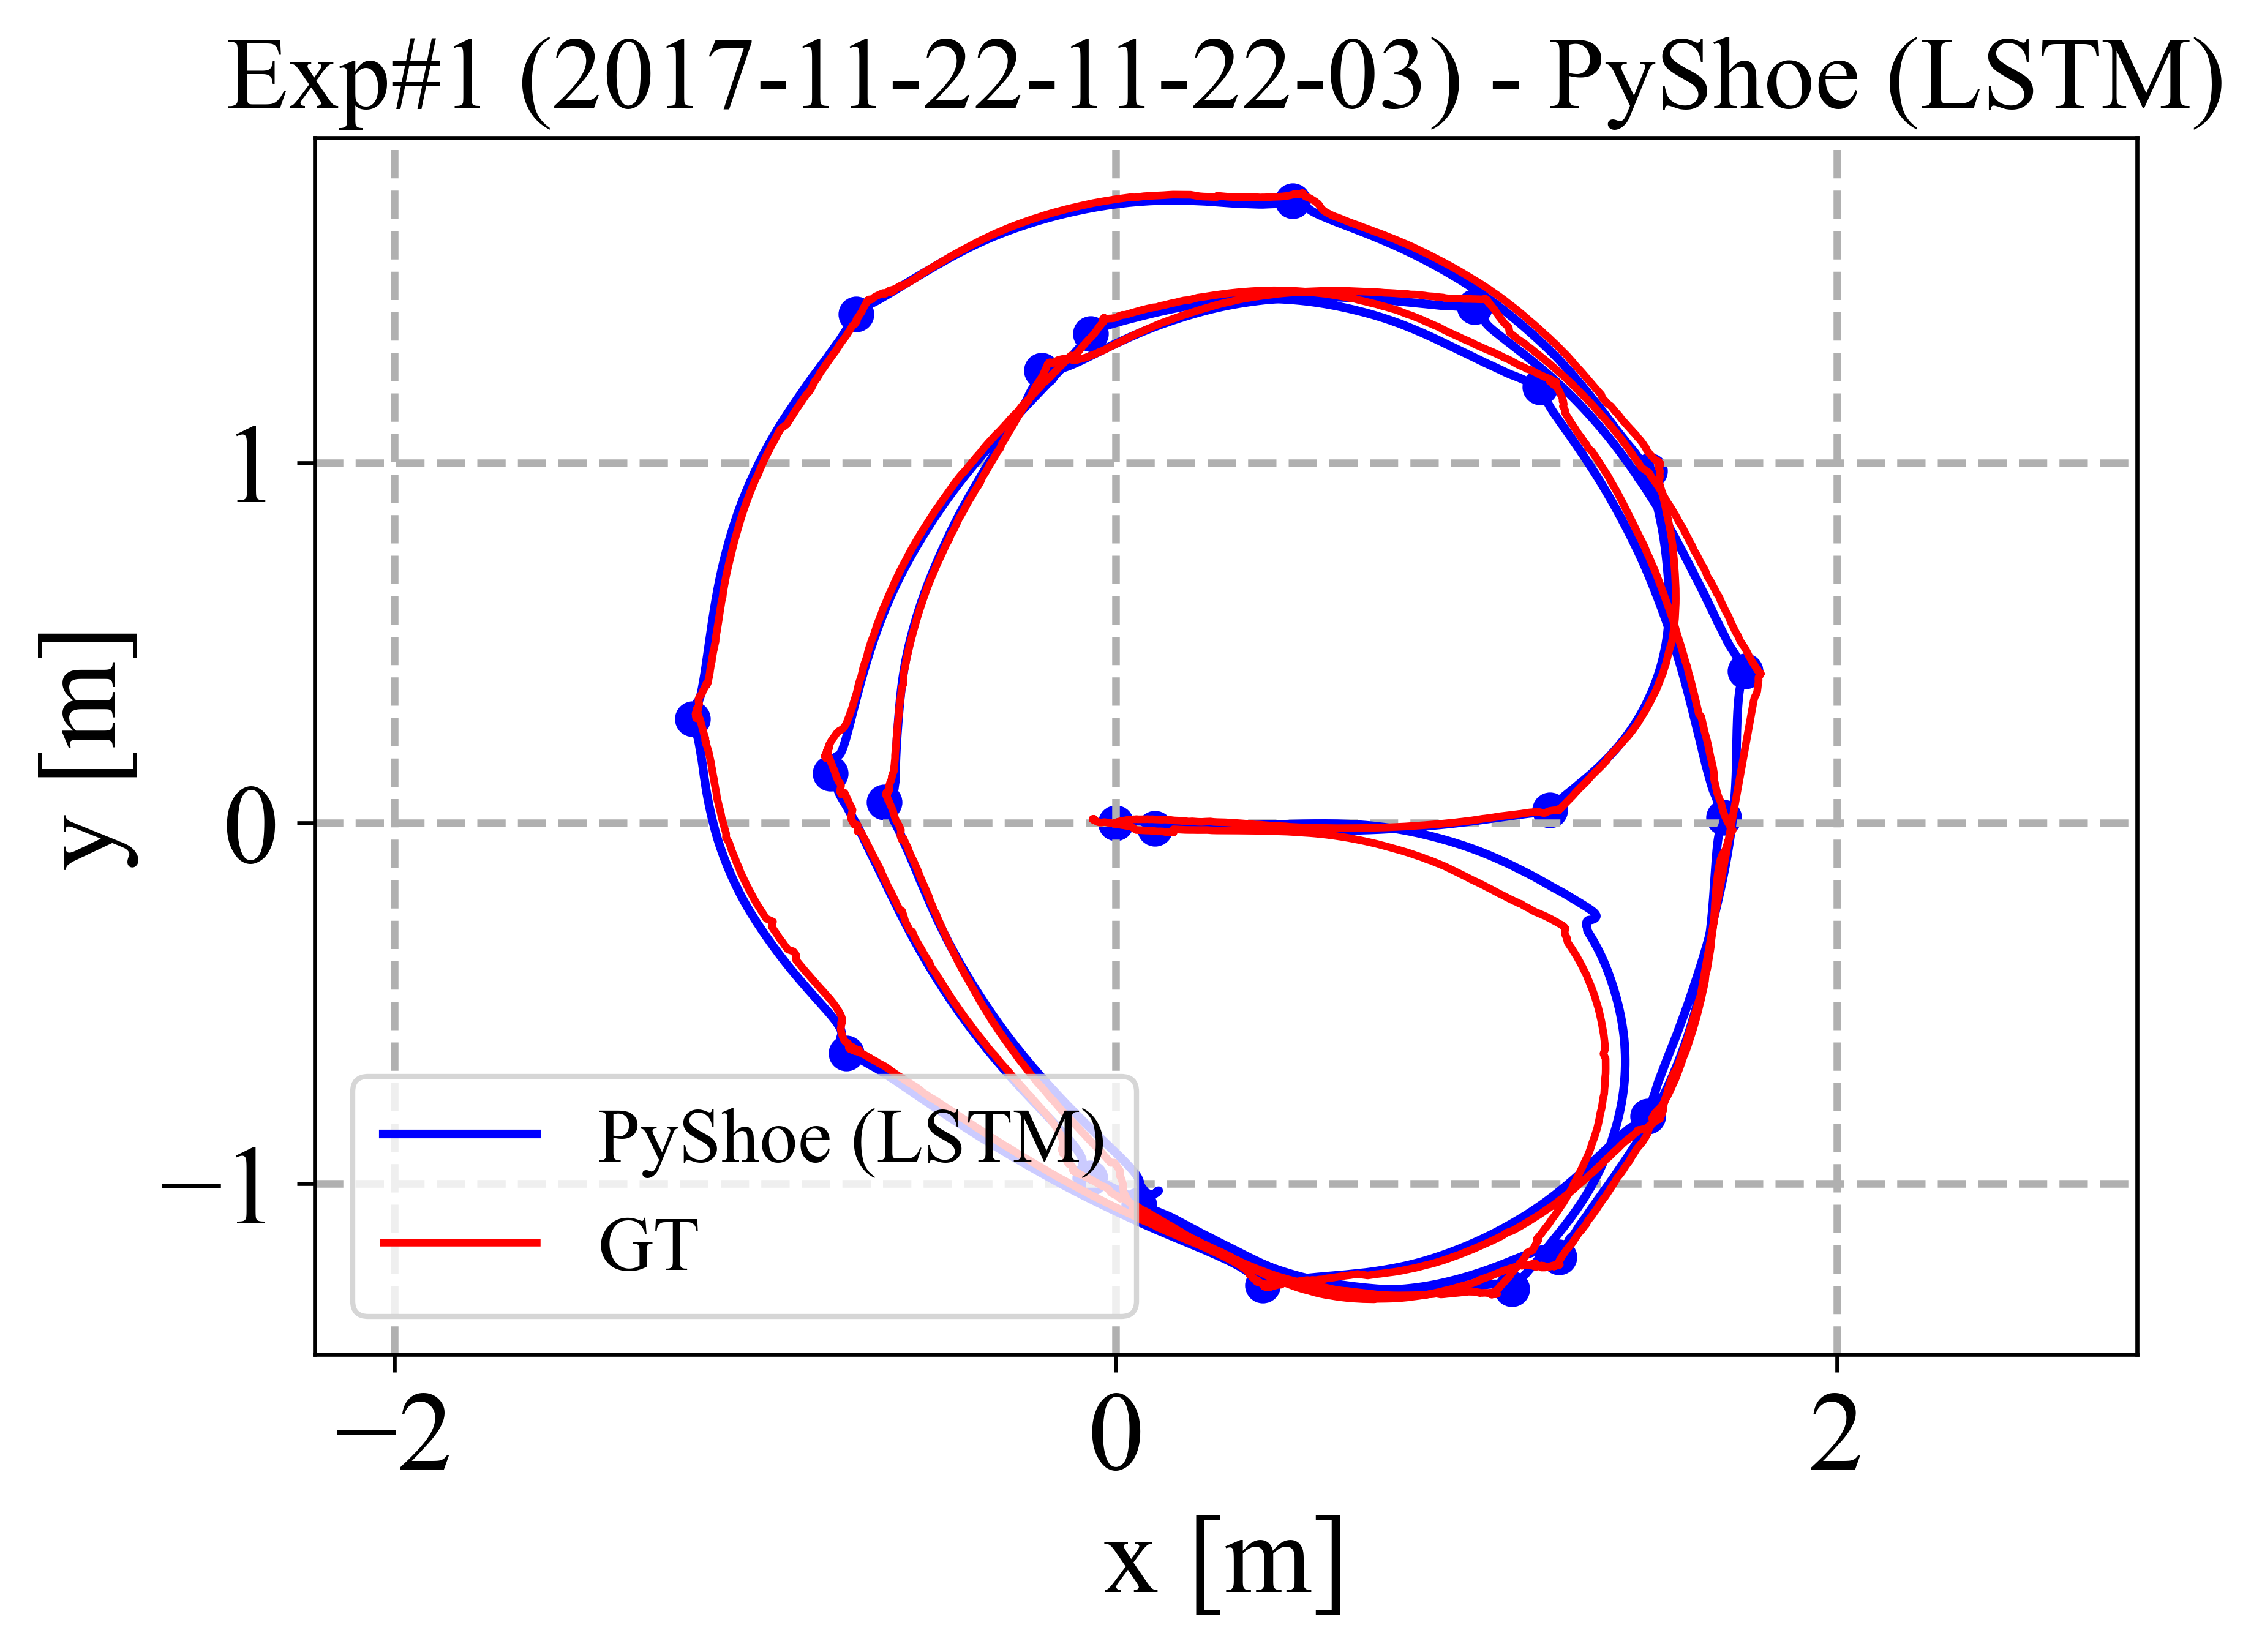 Exp#1 (2017-11-22-11-22-03) - PyShoe (LSTM)
y [m]
1
0
−1
PyShoe (LSTM)
GT
−2
0
2
x [m]